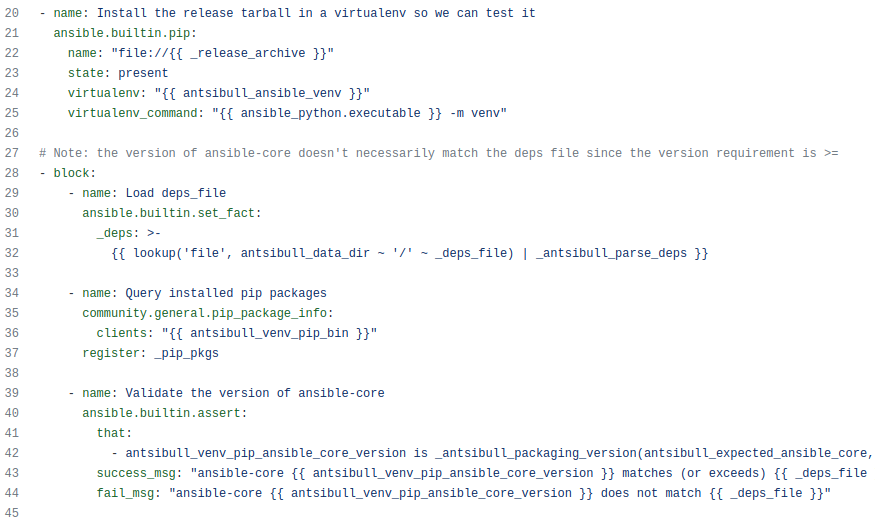 20 - name: Install the release tarball in a virtualenv so we can test it
21   ansible.builtin.pip:
22     name: "file://{{ _release_archive }}"
23     state: present
24     virtualenv: "{{ antsibull_ansible_venv }}"
25     virtualenv_command: "{{ ansible_python.executable }} -m venv"
26
27 # Note: the version of ansible-core doesn't necessarily match the deps file since the version requirement is >=
28 - block:
29     - name: Load deps_file
30       ansible.builtin.set_fact:
31         _deps: >-
32           {{ lookup('file', antsibull_data_dir ~ '/' ~ _deps_file) | _antsibull_parse_deps }}
33
34     - name: Query installed pip packages
35       community.general.pip_package_info:
36         clients: "{{ antsibull_venv_pip_bin }}"
37       register: _pip_pkgs
38
39     - name: Validate the version of ansible-core
40       ansible.builtin.assert:
41         that:
42           - antsibull_venv_pip_ansible_core_version is _antsibull_packaging_version(antsibull_expected_ansible_core,
43         success_msg: "ansible-core {{ antsibull_venv_pip_ansible_core_version }} matches (or exceeds) {{ _deps_file
44         fail_msg: "ansible-core {{ antsibull_venv_pip_ansible_core_version }} does not match {{ _deps_file }}"
45